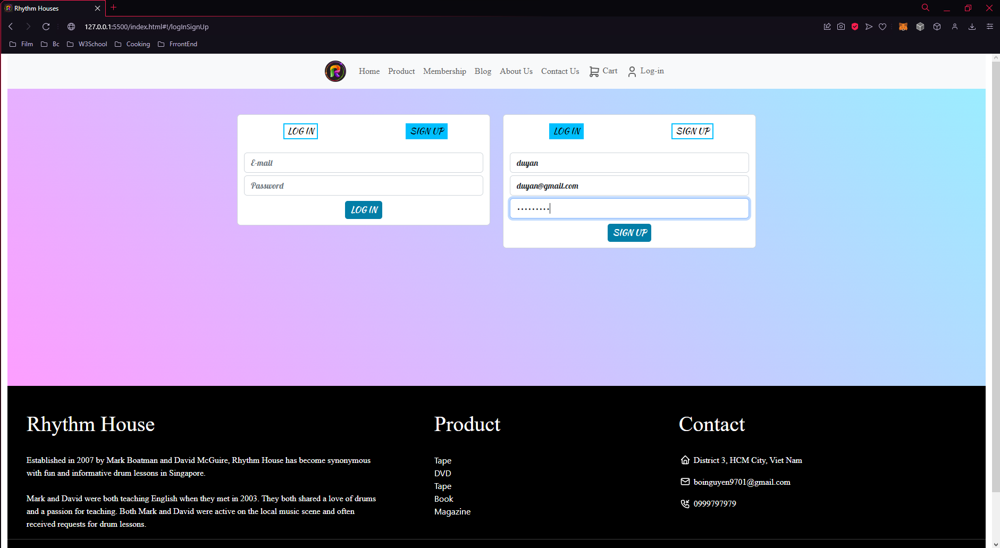 Rhythm Houses
127.0.0.1:5500/index.html#!/logInSignUp
Film Bc W3School Cooking FrrontEnd
Home Product Membership Blog About Us Contact Us Cart Log-in
LOG IN SIGN UP
E-mail
Password
LOG IN
LOG IN SIGN UP
duyan
duyan@gmail.com
•••••••••
SIGN UP
Rhythm House
Established in 2007 by Mark Boatman and David McGuire, Rhythm House has become synonymous
with fun and informative drum lessons in Singapore.
Mark and David were both teaching English when they met in 2003. They both shared a love of drums
and a passion for teaching. Both Mark and David were active on the local music scene and often
received requests for drum lessons.
Product
Tape
DVD
Tape
Book
Magazine
Contact
District 3, HCM City, Viet Nam
boinguyen9701@gmail.com
0999797979